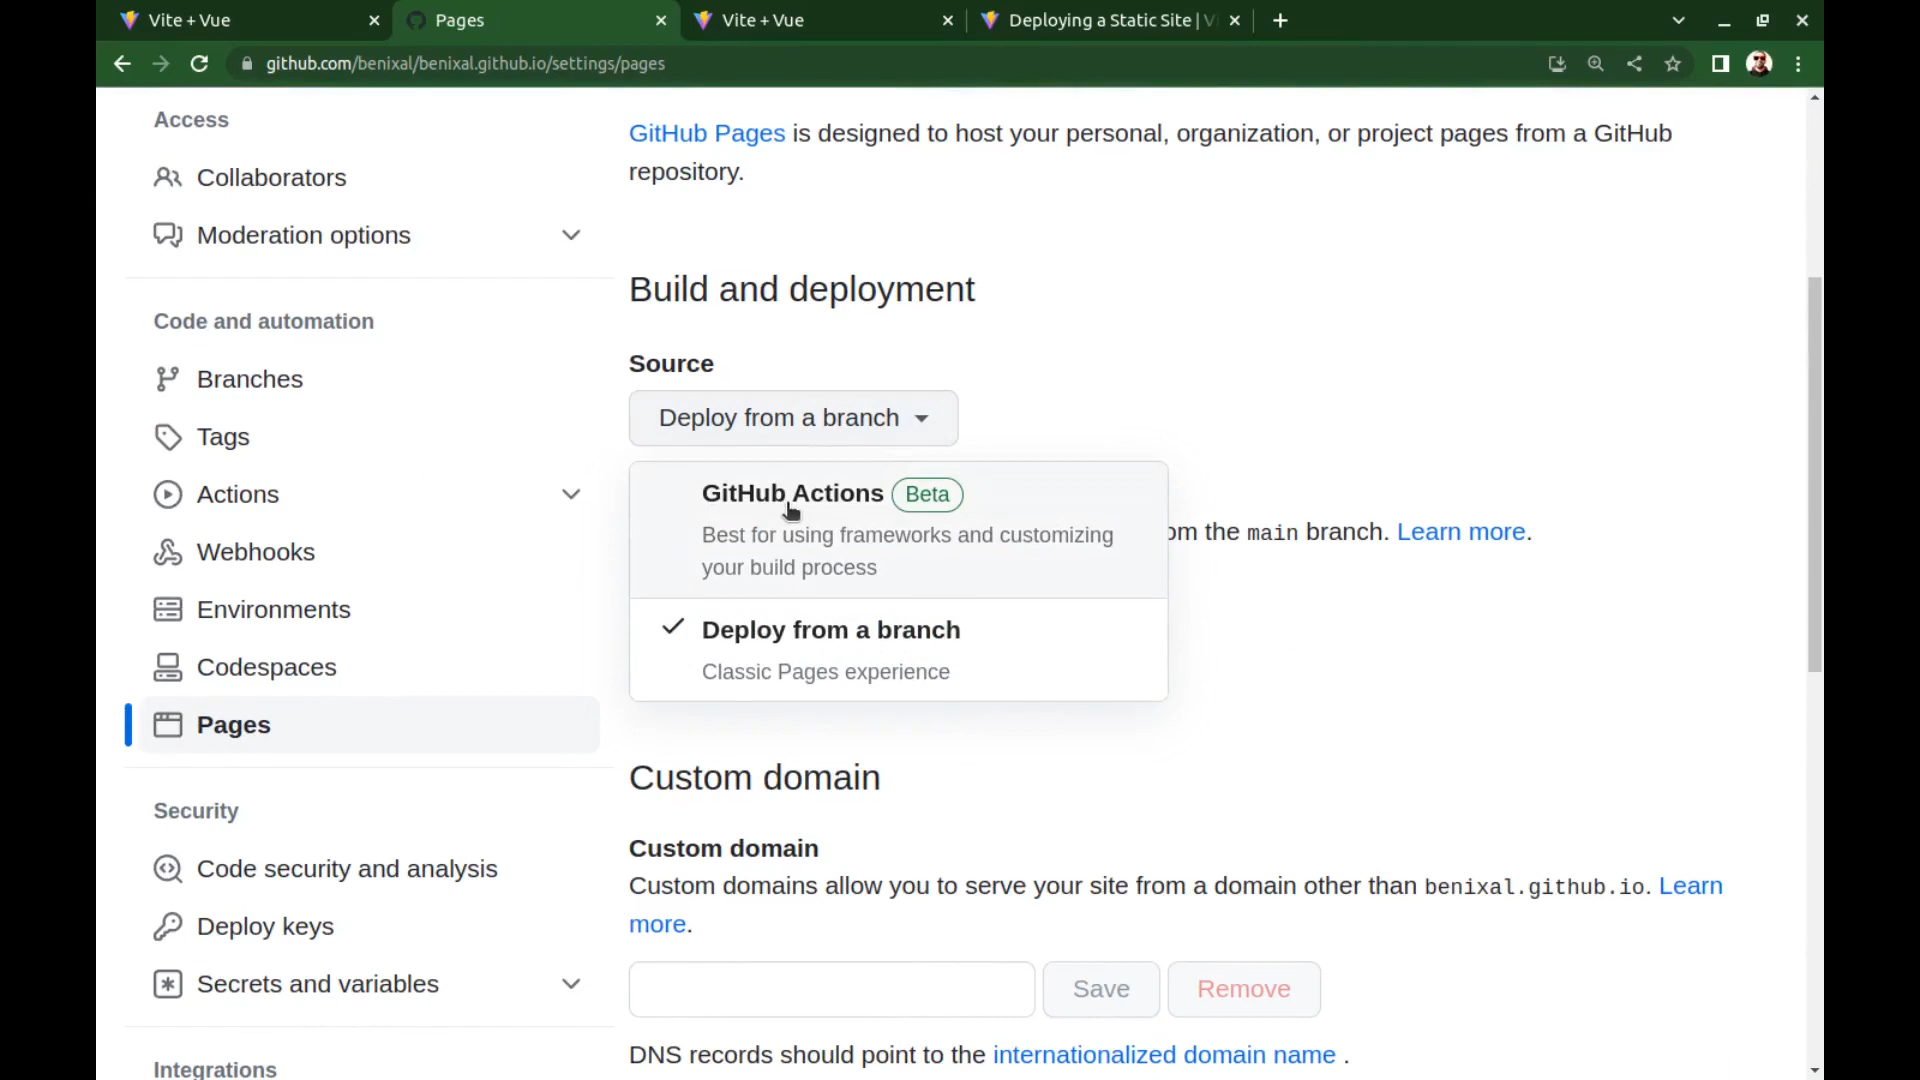 Vite + Vue
Pages
Vite + Vue
Deploying a Static Site | Vi
github.com/benixal/benixal.github.io/settings/pages
Access
Collaborators
Moderation options
Code and automation
Branches
Tags
Actions
Webhooks
Environments
Codespaces
Pages
Security
Code security and analysis
Deploy keys
Secrets and variables
Integrations
GitHub Pages is designed to host your personal, organization, or project pages from a GitHub
repository.
Build and deployment
Source
Deploy from a branch
GitHub Actions Beta
Best for using frameworks and customizing
your build process
om the main branch. Learn more.
Deploy from a branch
Classic Pages experience
Custom domain
Custom domain
Custom domains allow you to serve your site from a domain other than benixal.github.io. Learn
more.
Save
Remove
DNS records should point to the internationalized domain name .